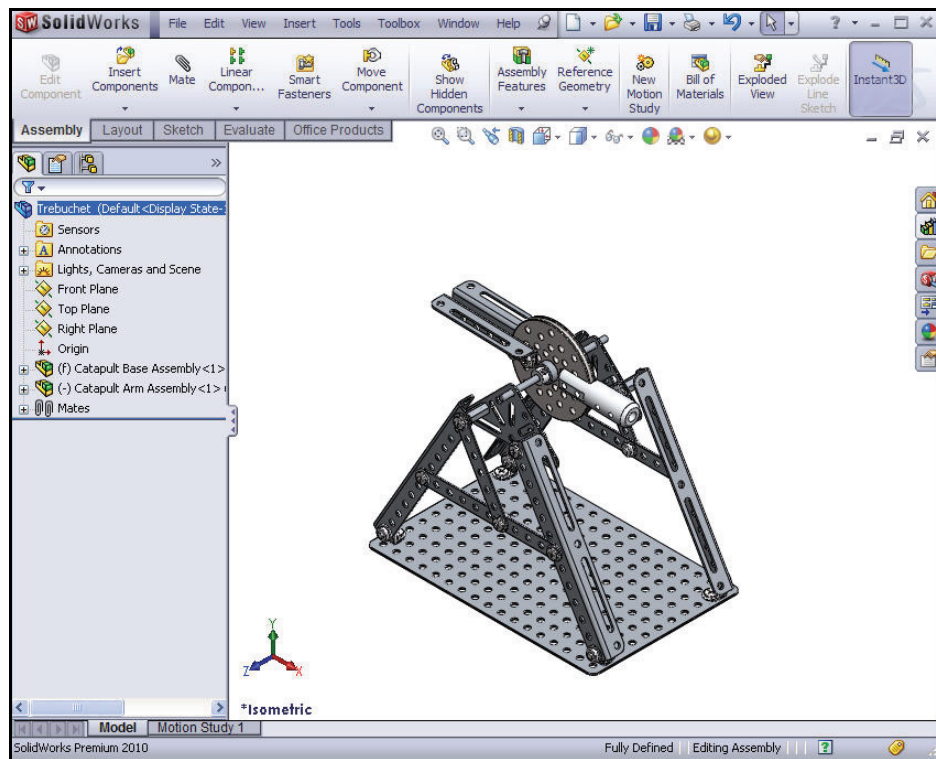 SolidWorks File Edit View Insert Tools Toolbox Window Help
Edit Component
Insert Components
Mate
Linear Compon...
Smart Fasteners
Move Component
Show Hidden Components
Assembly Features
Reference Geometry
New Motion Study
Bill of Materials
Exploded View
Explode Line Sketch
Instant3D
Assembly Layout Sketch Evaluate Office Products
Trebuchet (Default<Display State-
Sensors
Annotations
Lights, Cameras and Scene
Front Plane
Top Plane
Right Plane
Origin
(f) Catapult Base Assembly<1>
(-) Catapult Arm Assembly<1>
Mates
Y
Z X
*Isometric
Model Motion Study 1
SolidWorks Premium 2010 Fully Defined Editing Assembly